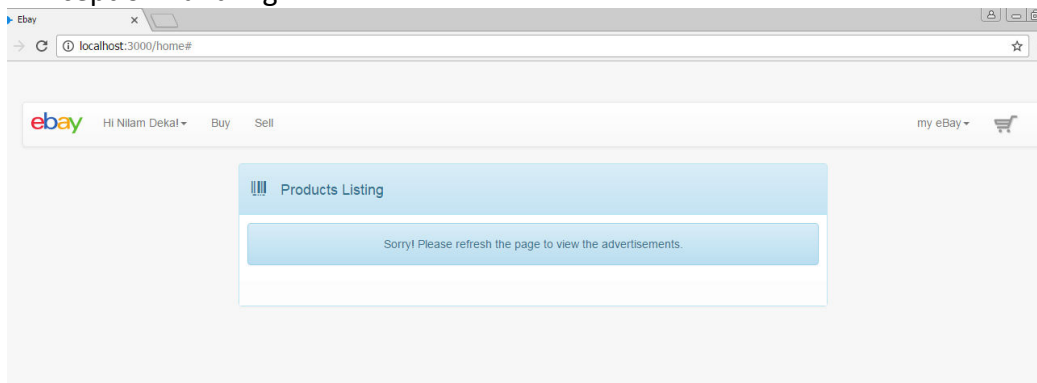 Ebay
localhost:3000/home#
ebay Hi Nilam Deka! Buy Sell my eBay
Products Listing
Sorry! Please refresh the page to view the advertisements.